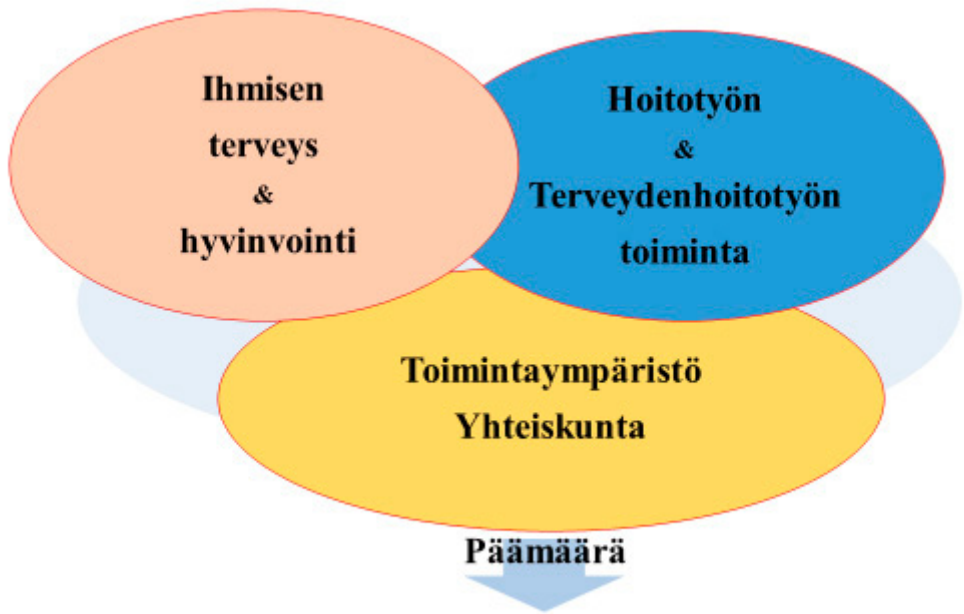 Ihmisen
terveys
&
hyvinvointi
Hoitotyön
&
Terveydenhoitotyön
toiminta
Toimintaympäristö
Yhteiskunta
Päämäärä